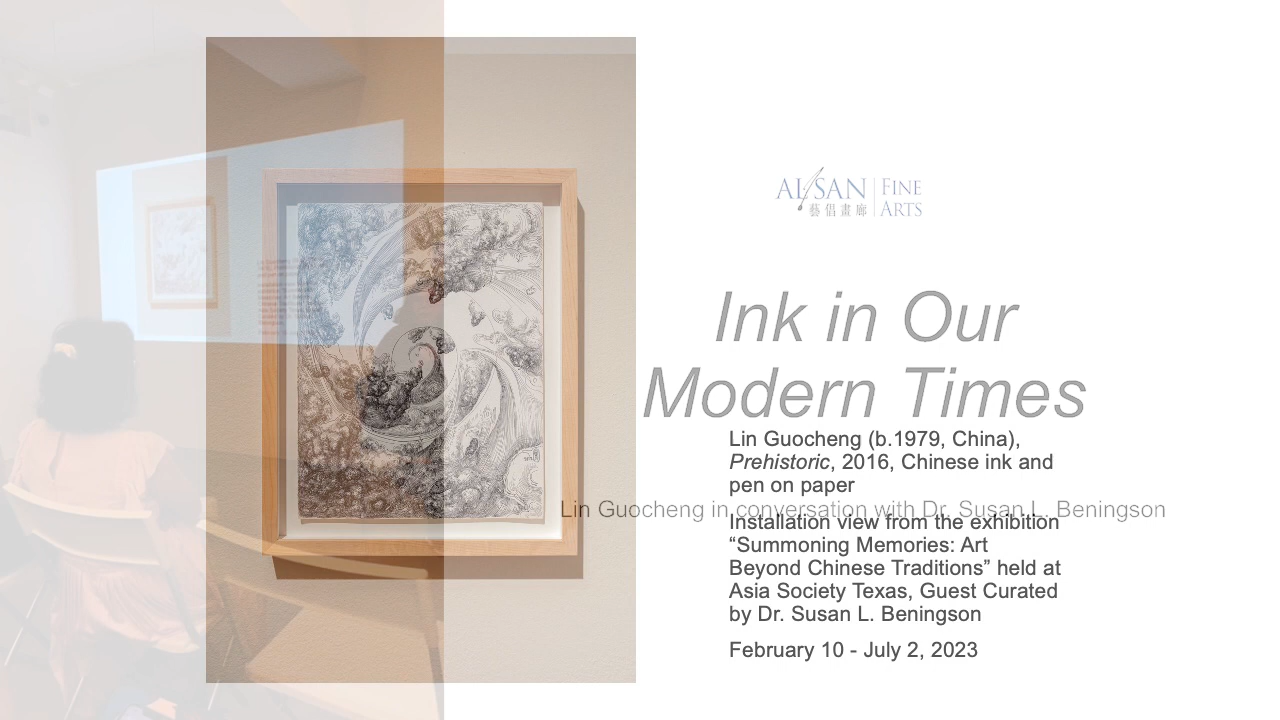 ALISAN FINE ARTS
藝倡畫廊
Ink in Our
Modern Times
Lin Guocheng (b.1979, China),
Prehistoric, 2016, Chinese ink and
pen on paper
Lin Guocheng in conversation with Dr. Susan L. Beningson
Installation view from the exhibition
“Summoning Memories: Art
Beyond Chinese Traditions” held at
Asia Society Texas, Guest Curated
by Dr. Susan L. Beningson
February 10 - July 2, 2023